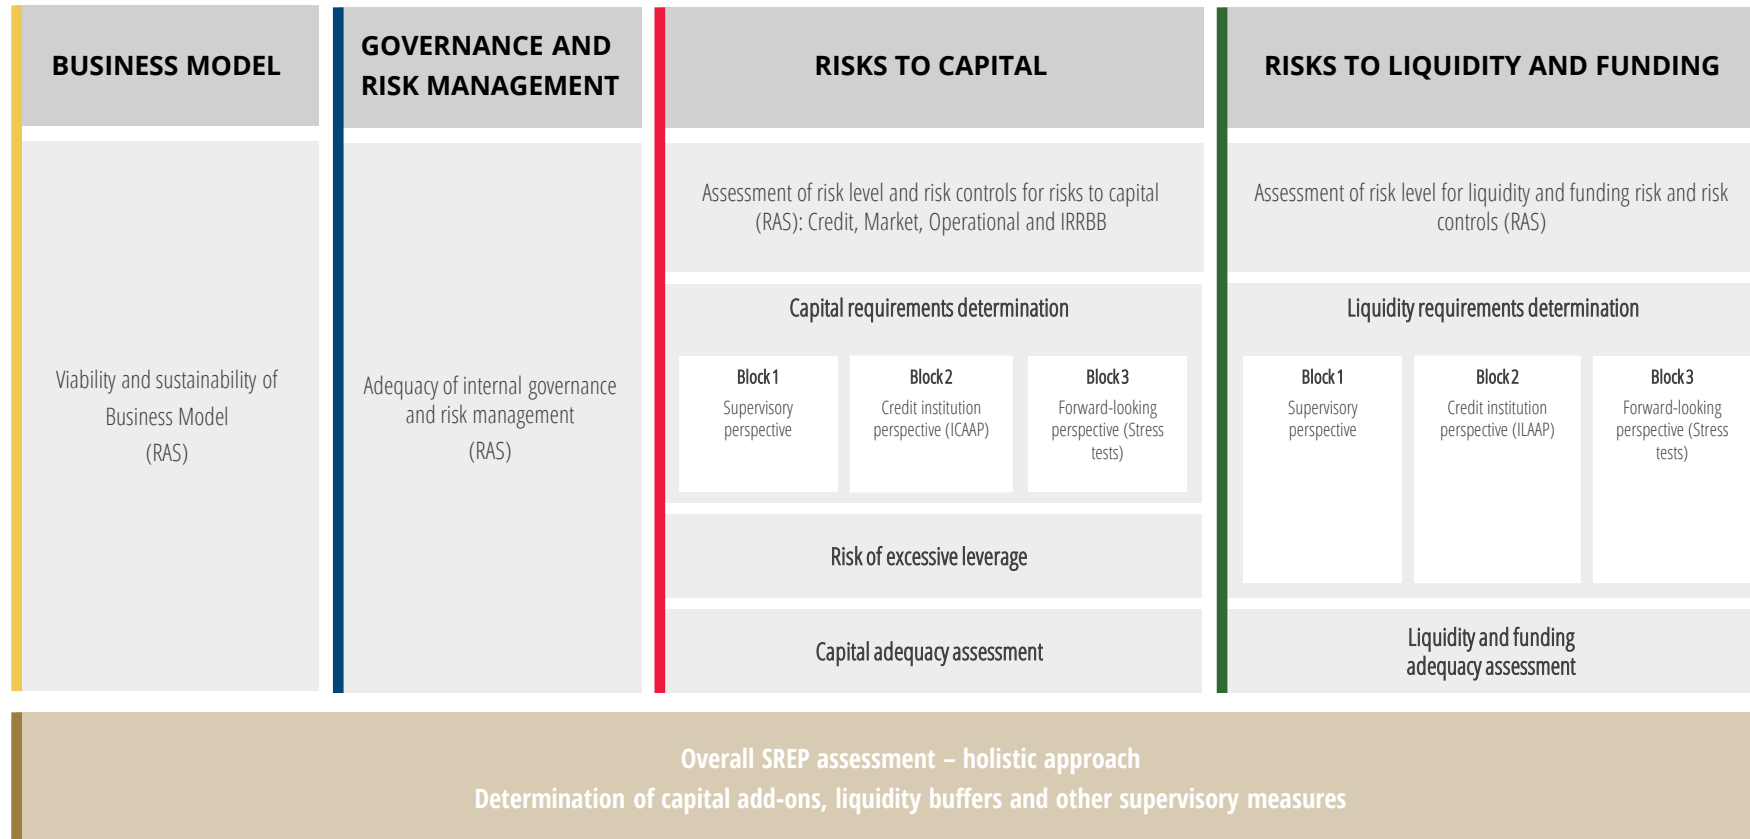 BUSINESS MODEL
Viability and sustainability of
Business Model
(RAS)
GOVERNANCE AND
RISK MANAGEMENT
Adequacy of internal governance
and risk management
(RAS)
RISKS TO CAPITAL
Assessment of risk level and risk controls for risks to capital
(RAS): Credit, Market, Operational and IRRBB
Capital requirements determination
Block 1
Supervisory
perspective
Block 2
Credit institution
perspective (ICAAP)
Block 3
Forward-looking
perspective (Stress
tests)
Risk of excessive leverage
Capital adequacy assessment
RISKS TO LIQUIDITY AND FUNDING
Assessment of risk level for liquidity and funding risk and risk
controls (RAS)
Liquidity requirements determination
Block 1
Supervisory
perspective
Block 2
Credit institution
perspective (ILAAP)
Block 3
Forward-looking
perspective (Stress
tests)
Liquidity and funding
adequacy assessment
Overall SREP assessment – holistic approach
Determination of capital add-ons, liquidity buffers and other supervisory measures